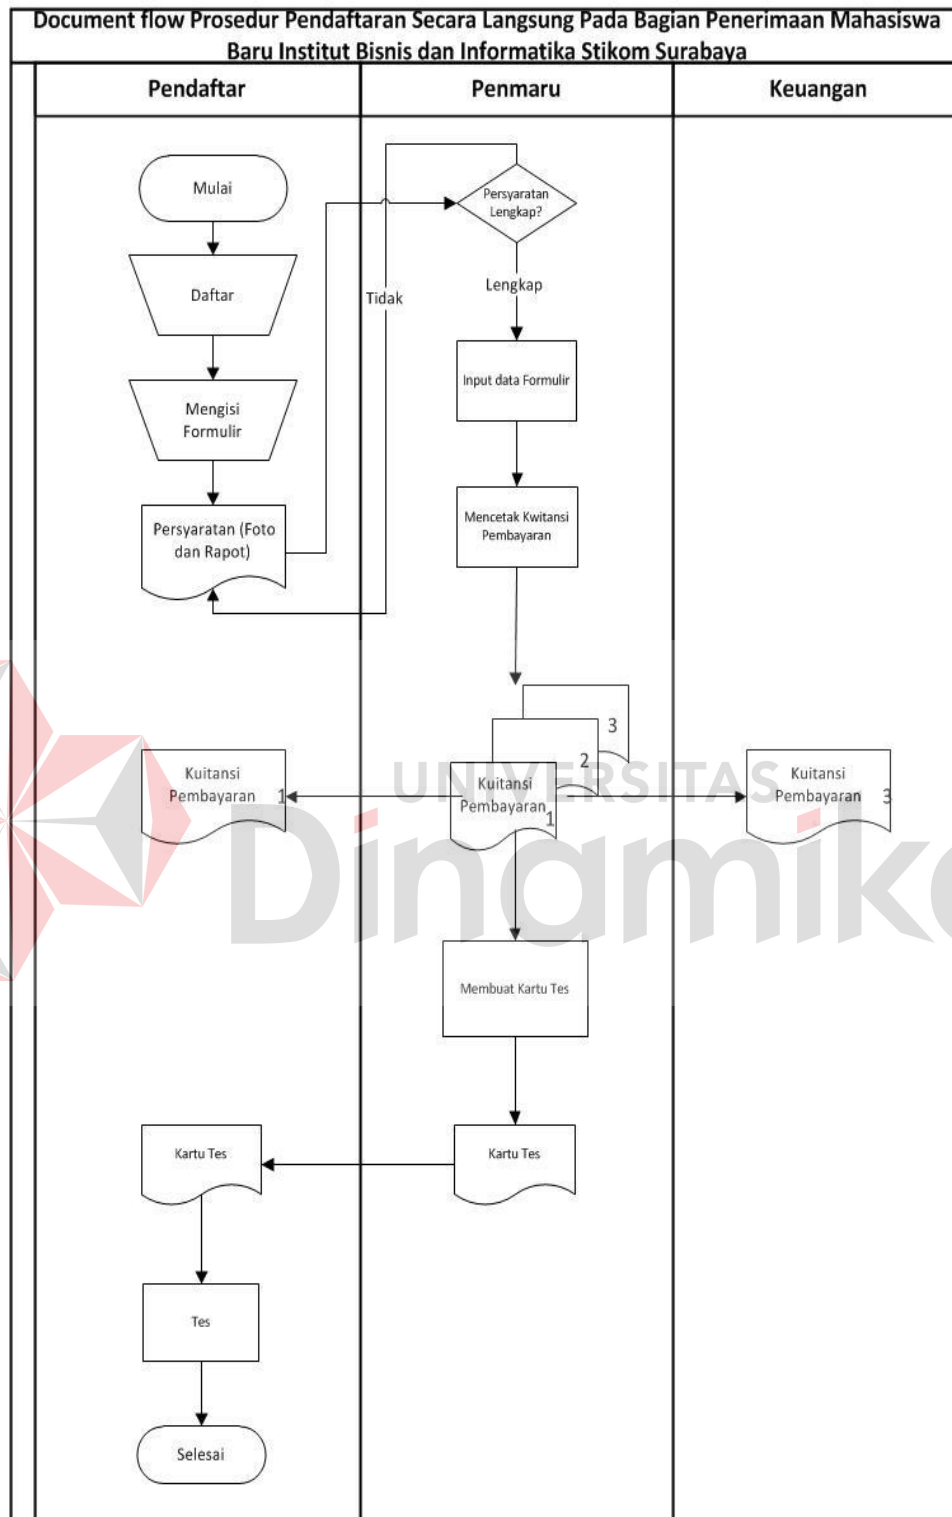 Document flow Prosedur Pendaftaran Secara Langsung Pada Bagian Penerimaan Mahasiswa
Baru Institut Bisnis dan Informatika Stikom Surabaya
Pendaftar
Penmaru
Keuangan
Mulai
Daftar
Mengisi
Formulir
Persyaratan (Foto
dan Rapot)
Persyaratan
Lengkap?
Tidak
Lengkap
Input data Formulir
Mencetak Kwitansi
Pembayaran
3
2
Kuitansi
Pembayaran
1
Kuitansi
Pembayaran 1
Kuitansi
Pembayaran 3
UNIVERSITAS
Dinamika
Membuat Kartu Tes
Kartu Tes
Kartu Tes
Tes
Selesai